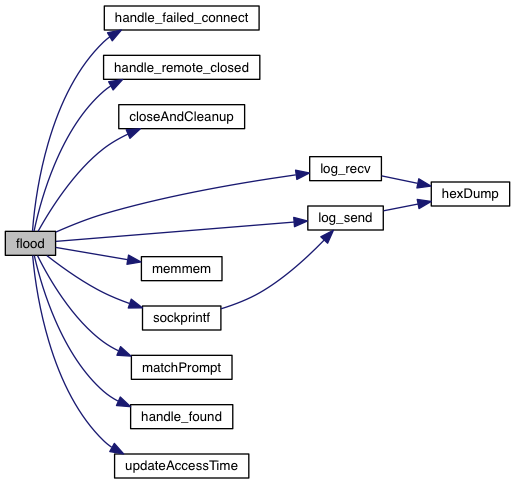 handle_failed_connect
handle_remote_closed
closeAndCleanup
log_recv
hexDump
log_send
flood
memmem
sockprintf
matchPrompt
handle_found
updateAccessTime